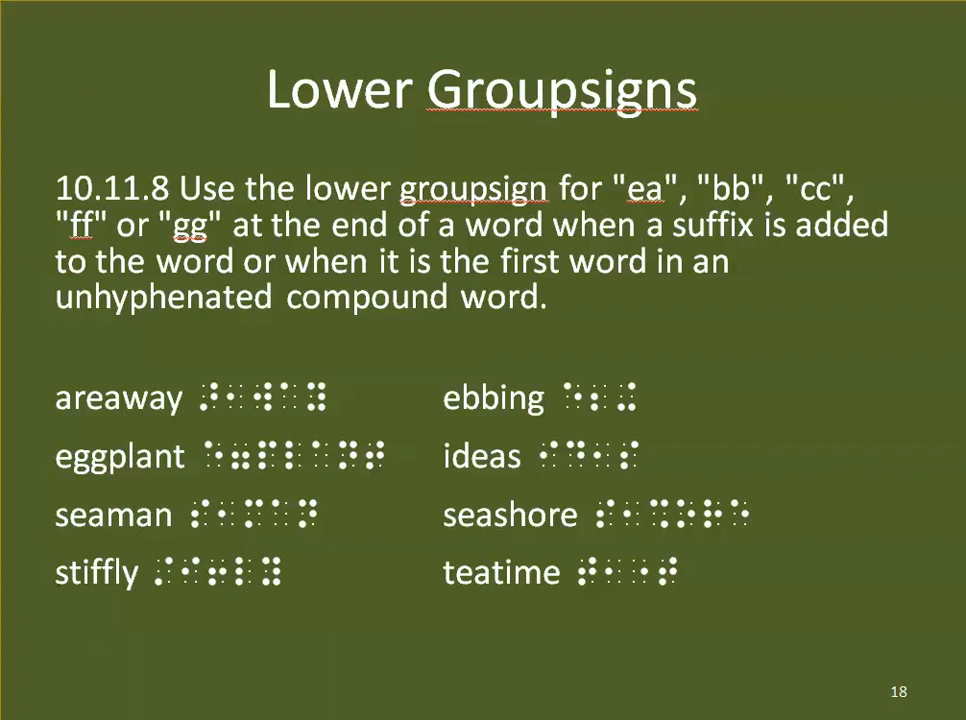 Lower Groupsigns
10.11.8 Use the lower groupsign for "ea", "bb", "cc",
"ff" or "gg" at the end of a word when a suffix is added
to the word or when it is the first word in an
unhyphenated compound word.
areaway ⠜⠂⠺⠁⠽
ebbing ⠑⠆⠬
eggplant ⠑⠶⠏⠇⠁⠝⠞
ideas ⠊⠙⠂⠎
seaman ⠎⠂⠍⠁⠝
seashore ⠎⠂⠩⠕⠗⠑
stiffly ⠌⠊⠖⠇⠽
teatime ⠞⠂⠐⠞
18